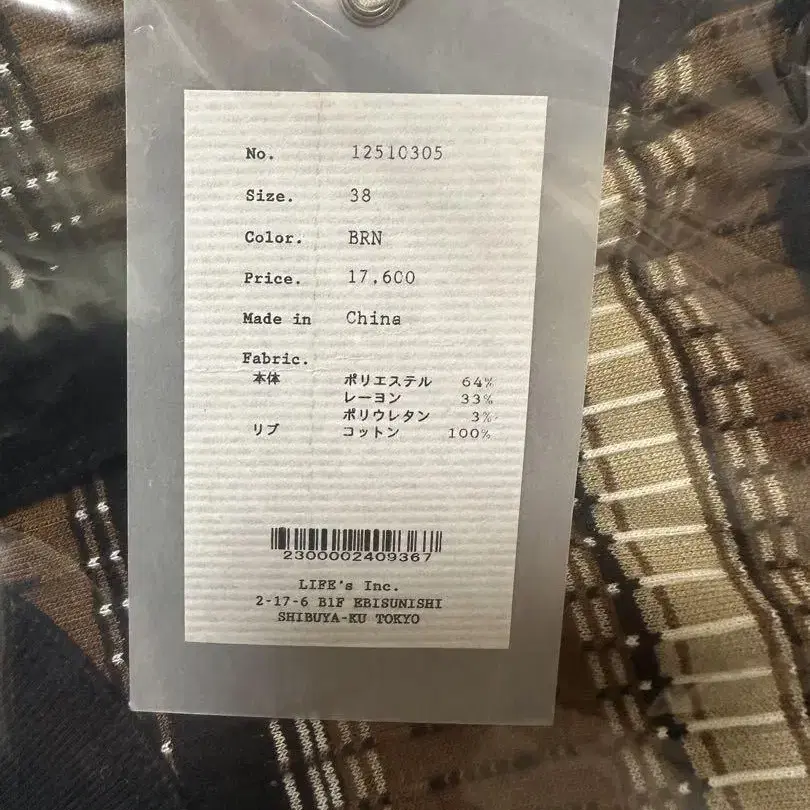 No. 12510305
Size. 38
Color. BRN
Price. 17,600
Made in China
Fabric.
本体 ポリエステル 64%
レーヨン 33%
ポリウレタン 3%
リブ コットン 100%
2300002409367
LIFE's Inc.
2-17-6 B1F EBISUNISHI
SHIBUYA-KU TOKYO